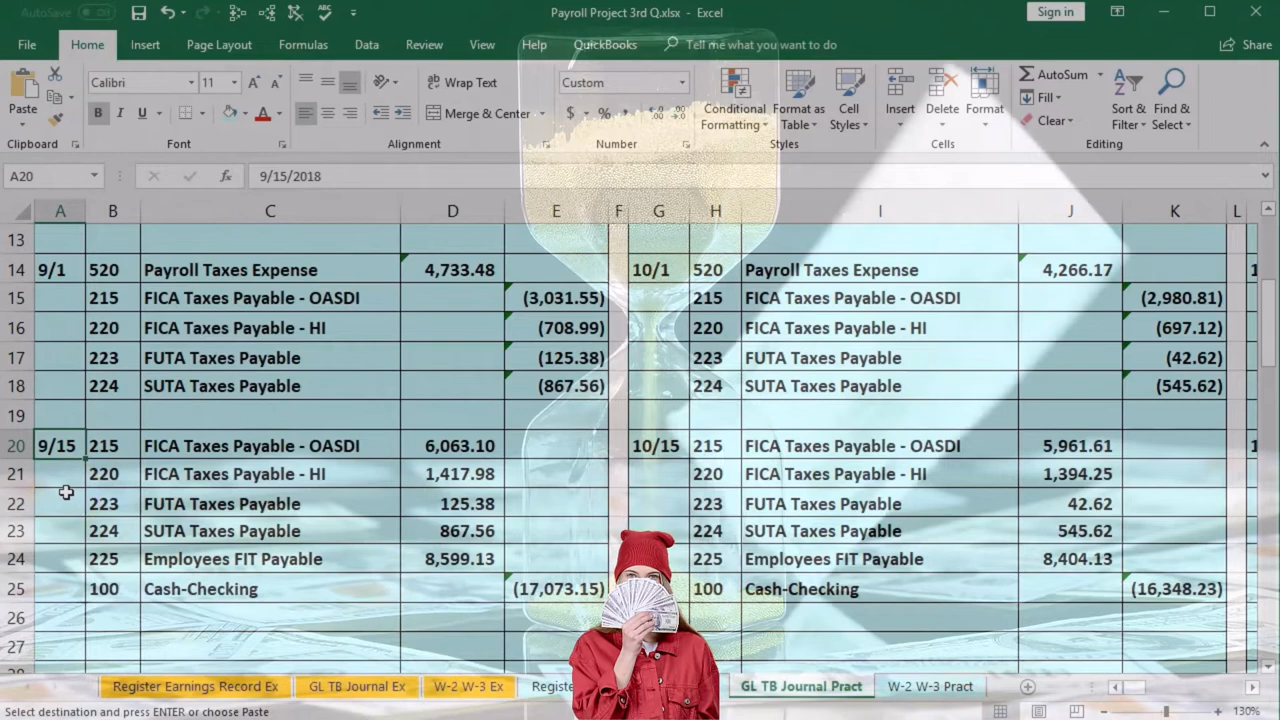 AutoSave Off
Payroll Project 3rd Q.xlsx - Excel
Sign in
File Home Insert Page Layout Formulas Data Review View Help QuickBooks Tell me what you want to do Share
Calibri 11 Wrap Text Custom AutoSum
Paste B I U Merge & Center $ % Conditional Formatting Format as Table Cell Styles Insert Delete Format Fill Clear Sort & Filter Find & Select
Clipboard Font Alignment Number Styles Cells Editing
A20 fx 9/15/2018
A B C D E F G H I J K L
13
14 9/1 520 Payroll Taxes Expense 4,733.48 10/1 520 Payroll Taxes Expense 4,266.17 1
15 215 FICA Taxes Payable - OASDI (3,031.55) 215 FICA Taxes Payable - OASDI (2,980.81)
16 220 FICA Taxes Payable - HI (708.99) 220 FICA Taxes Payable - HI (697.12)
17 223 FUTA Taxes Payable (125.38) 223 FUTA Taxes Payable (42.62)
18 224 SUTA Taxes Payable (867.56) 224 SUTA Taxes Payable (545.62)
19
20 9/15 215 FICA Taxes Payable - OASDI 6,063.10 10/15 215 FICA Taxes Payable - OASDI 5,961.61 1
21 220 FICA Taxes Payable - HI 1,417.98 220 FICA Taxes Payable - HI 1,394.25
22 223 FUTA Taxes Payable 125.38 223 FUTA Taxes Payable 42.62
23 224 SUTA Taxes Payable 867.56 224 SUTA Taxes Payable 545.62
24 225 Employees FIT Payable 8,599.13 225 Employees FIT Payable 8,404.13
25 100 Cash-Checking (17,073.15) 100 Cash-Checking (16,348.23)
26
27
Register Earnings Record Ex GL TB Journal Ex W-2 W-3 Ex Registe GL TB Journal Pract W-2 W-3 Pract
Select destination and press ENTER or choose Paste 130%